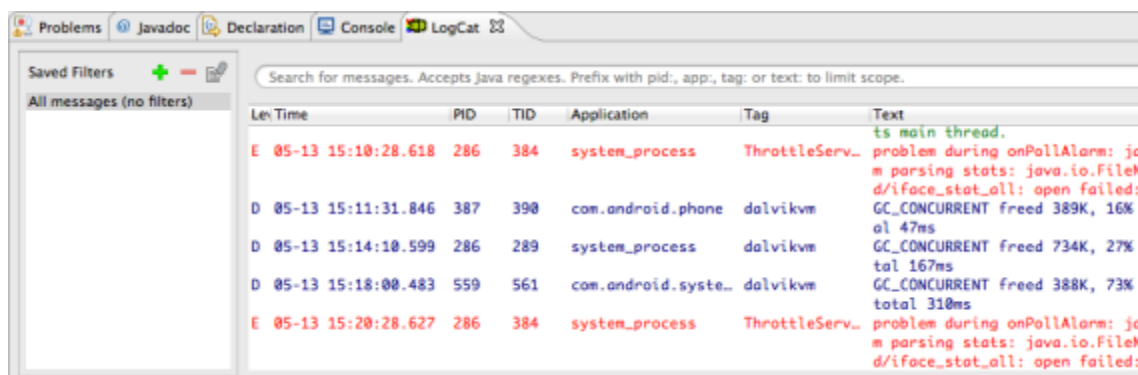 Problems @ Javadoc Declaration Console LogCat
Saved Filters
Search for messages. Accepts Java regexes. Prefix with pid:, app:, tag: or text: to limit scope.
All messages (no filters)
Lev Time PID TID Application Tag Text
ts main thread.
E 05-13 15:10:28.618 286 384 system_process ThrottleServ… problem during onPollAlarm: ja
m parsing stats: java.io.FileN
d/iface_stat_all: open failed:
D 05-13 15:11:31.846 387 390 com.android.phone dalvikvm GC_CONCURRENT freed 389K, 16%
al 47ms
D 05-13 15:14:10.599 286 289 system_process dalvikvm GC_CONCURRENT freed 734K, 27%
tal 167ms
D 05-13 15:18:00.483 559 561 com.android.syste… dalvikvm GC_CONCURRENT freed 388K, 73%
total 310ms
E 05-13 15:20:28.627 286 384 system_process ThrottleServ… problem during onPollAlarm: ja
m parsing stats: java.io.FileN
d/iface_stat_all: open failed: